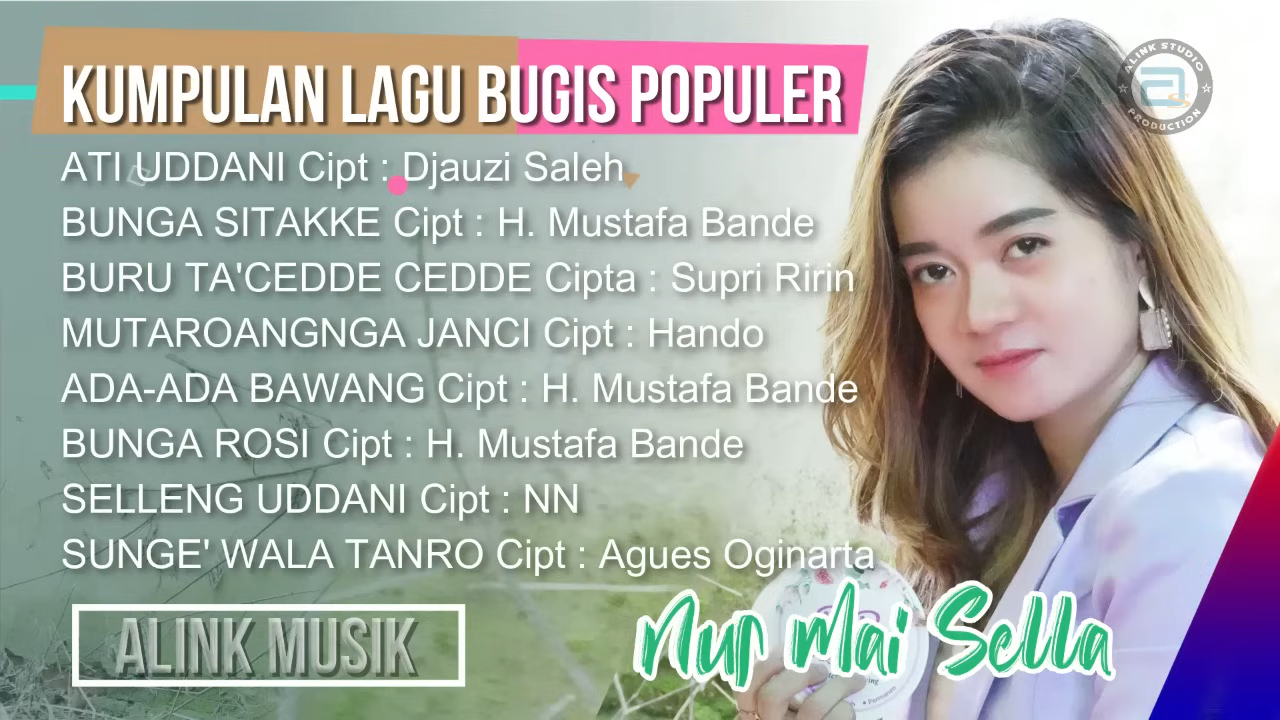 KUMPULAN LAGU BUGIS POPULER
ATI UDDANI Cipt : Djauzi Saleh
BUNGA SITAKKE Cipt : H. Mustafa Bande
BURU TA'CEDDE CEDDE Cipta : Supri Ririn
MUTAROANGNGA JANCI Cipt : Hando
ADA-ADA BAWANG Cipt : H. Mustafa Bande
BUNGA ROSI Cipt : H. Mustafa Bande
SELLENG UDDANI Cipt : NN
SUNGE' WALA TANRO Cipt : Agues Oginarta
ALINK MUSIK
Nur Mai Sella
ALINK STUDIO
PRODUCTION